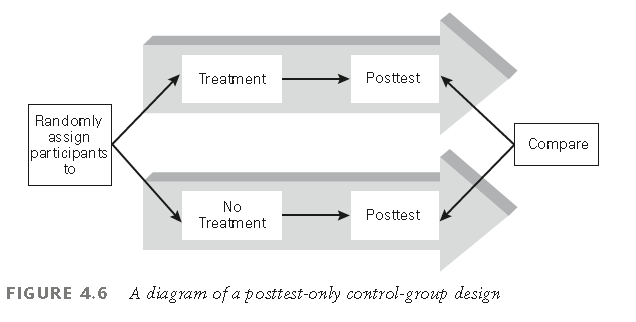 Treatment
Posttest
Randomly
assign
participants
to
Compare
No
Treatment
Posttest
FIGURE 4.6 A diagram of a posttest-only control-group design